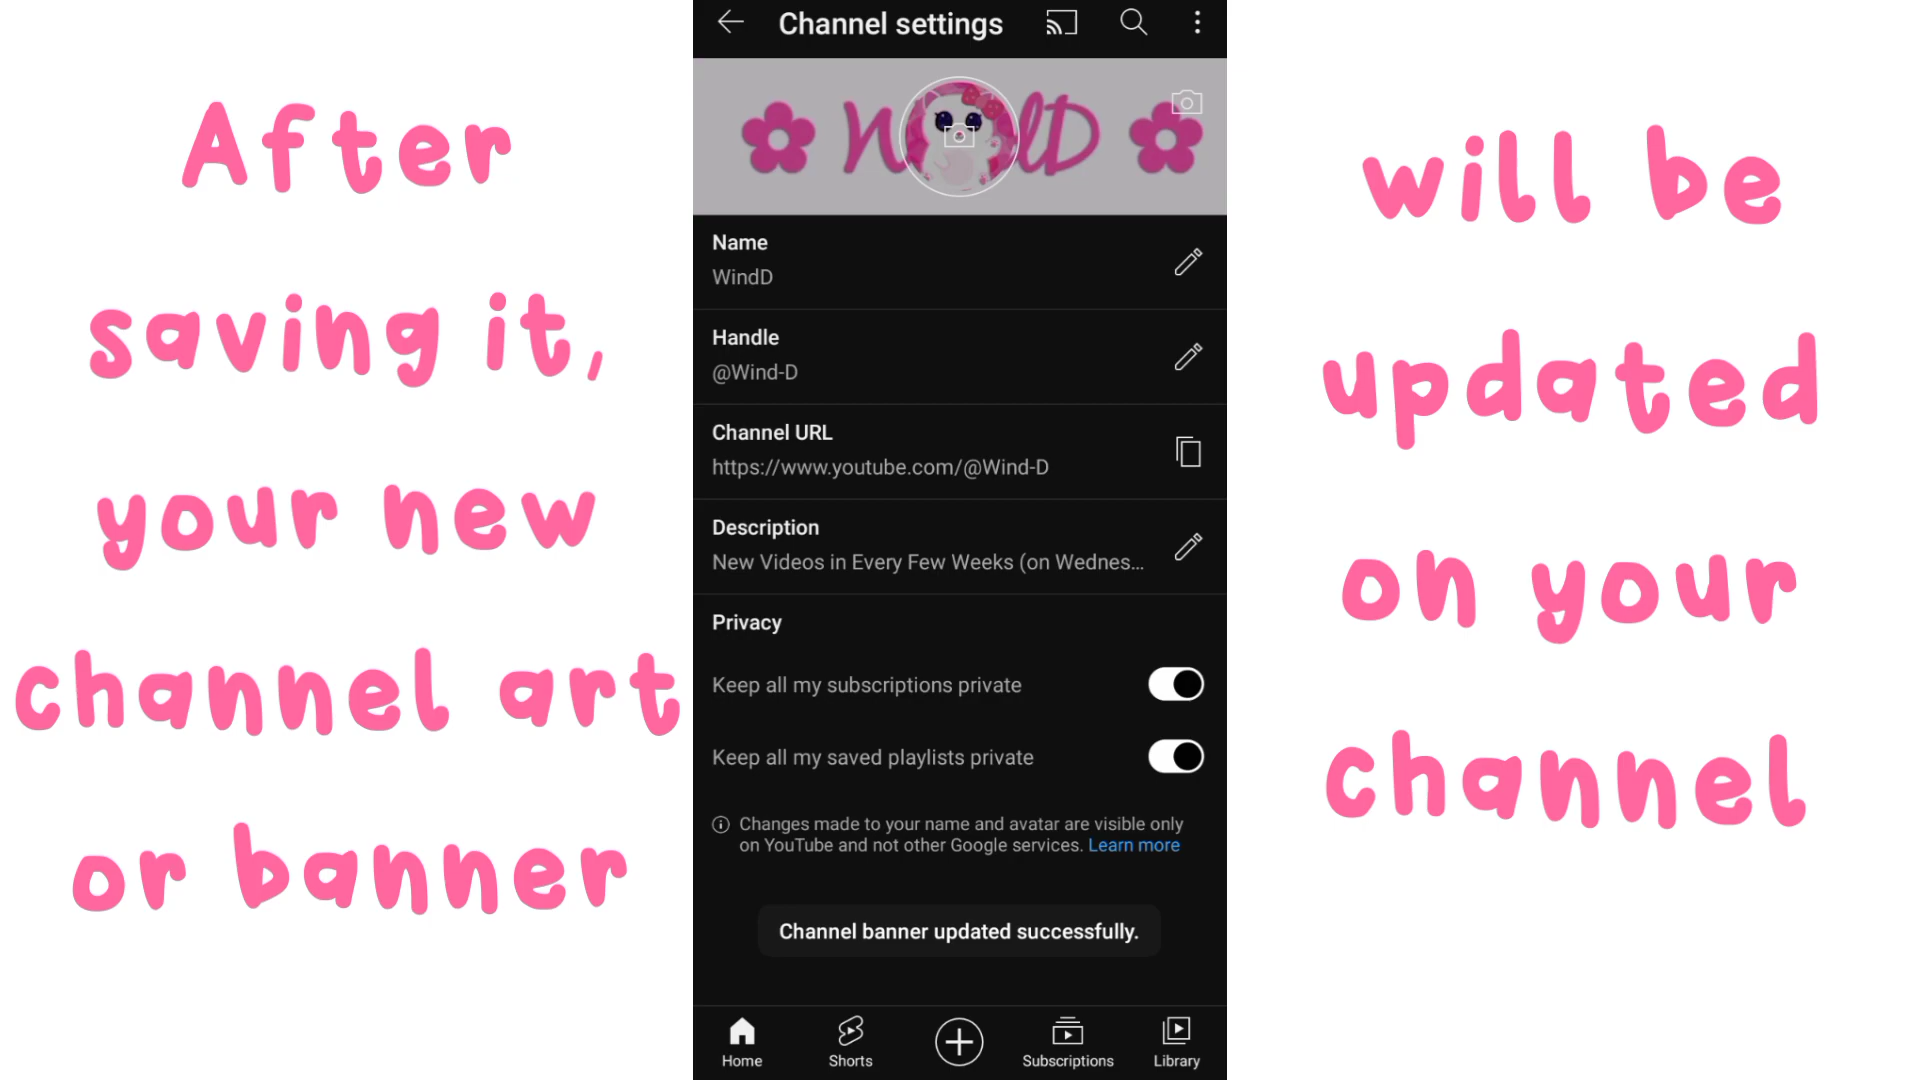 After
saving it,
your new
channel art
or banner
Channel settings
Name
WindD
Handle
@Wind-D
Channel URL
https://www.youtube.com/@Wind-D
Description
New Videos in Every Few Weeks (on Wednes...
Privacy
Keep all my subscriptions private
Keep all my saved playlists private
Changes made to your name and avatar are visible only
on YouTube and not other Google services. Learn more
Channel banner updated successfully.
Home Shorts Subscriptions Library
will be
updated
on your
channel